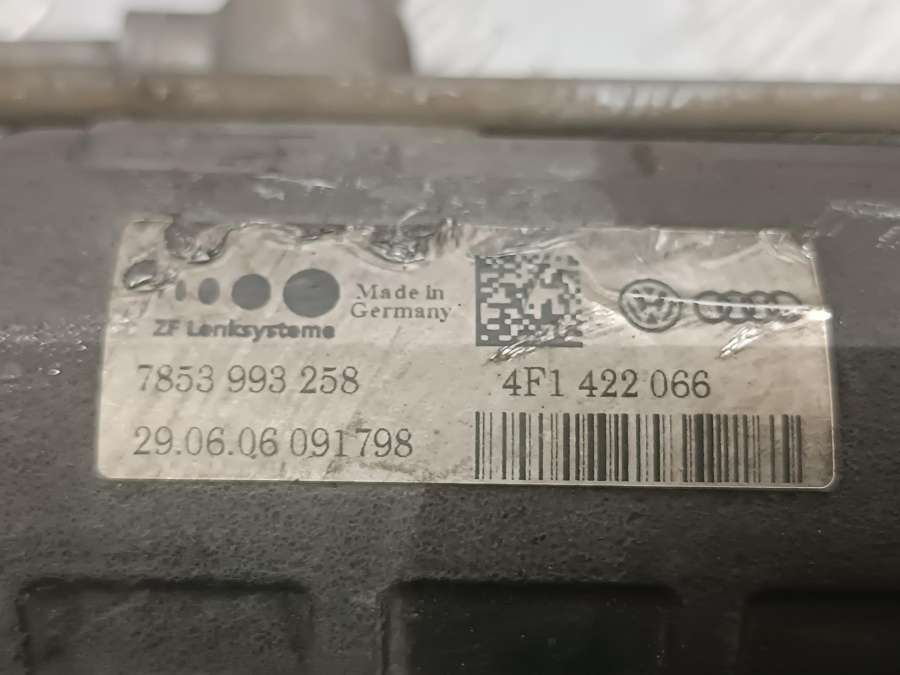 Made in
Germany
ZF Lenksysteme
7853 993 258
4F1 422 066
29.06.06 091798